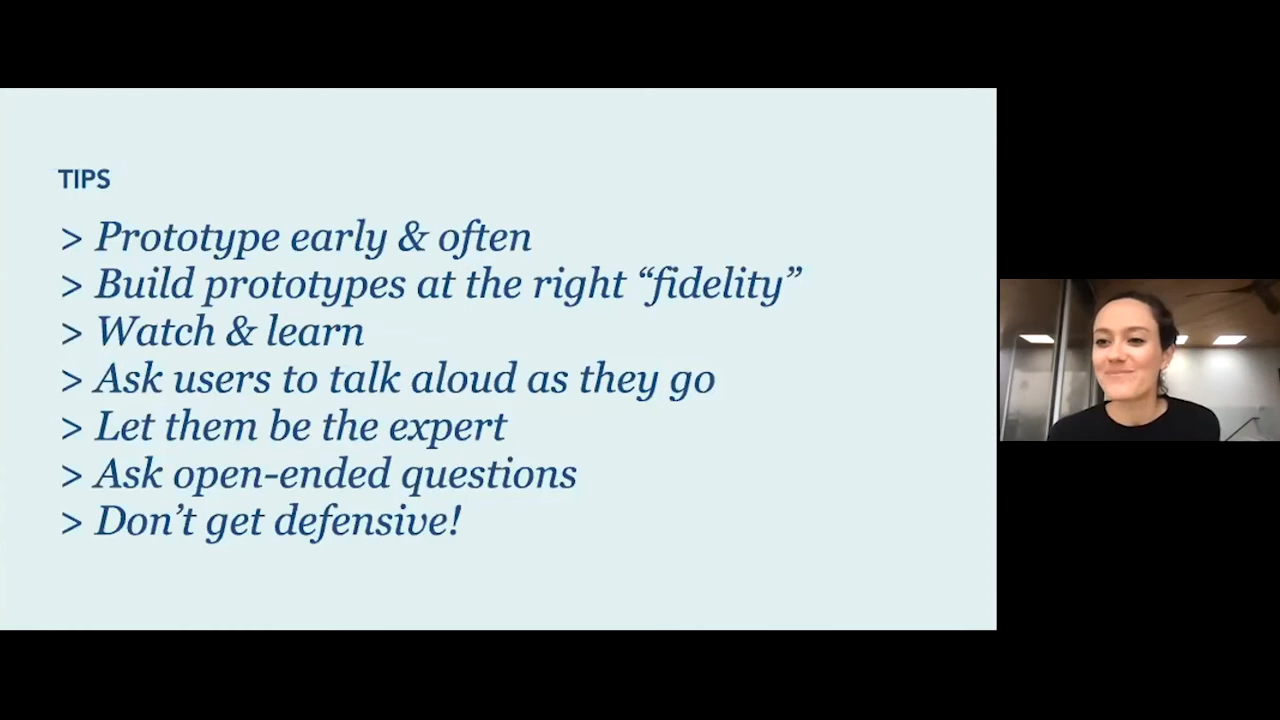 TIPS
> Prototype early & often
> Build prototypes at the right “fidelity”
> Watch & learn
> Ask users to talk aloud as they go
> Let them be the expert
> Ask open-ended questions
> Don’t get defensive!